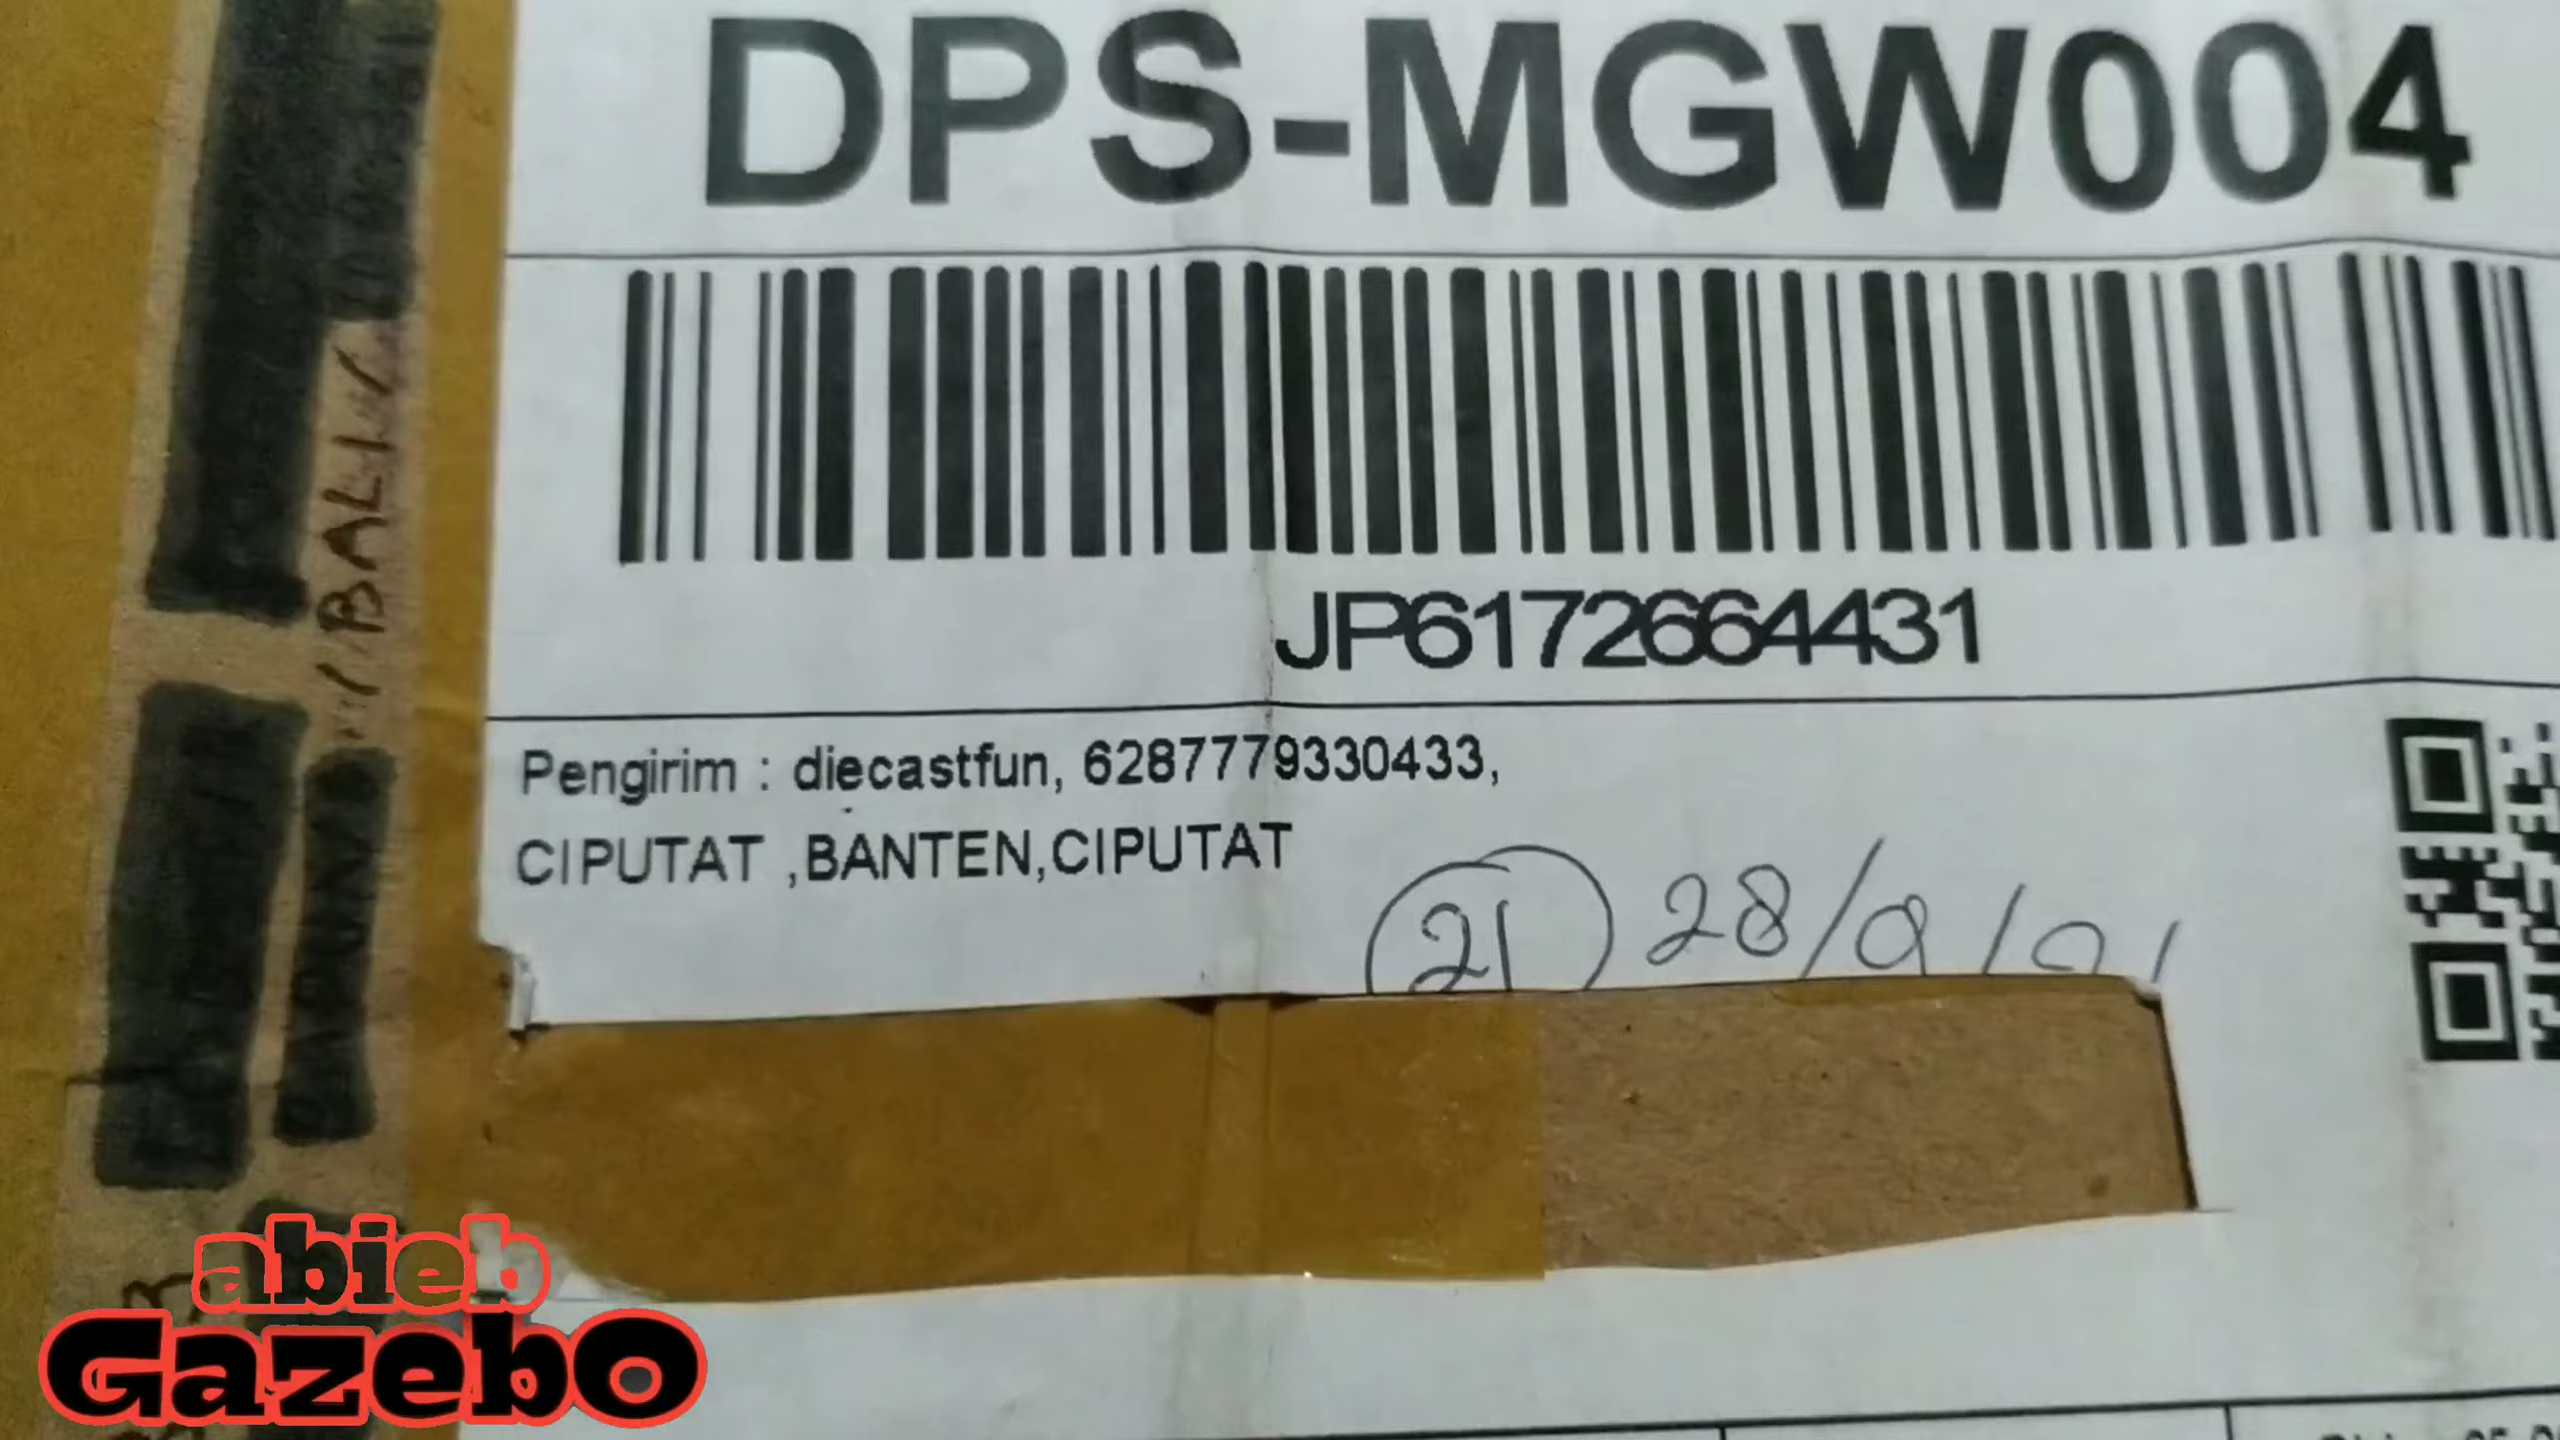 DPS-MGW004
JP6172664431
Pengirim : diecastfun, 6287779330433,
CIPUTAT ,BANTEN,CIPUTAT
21 28/9/21
BALI
abieb
GazebO